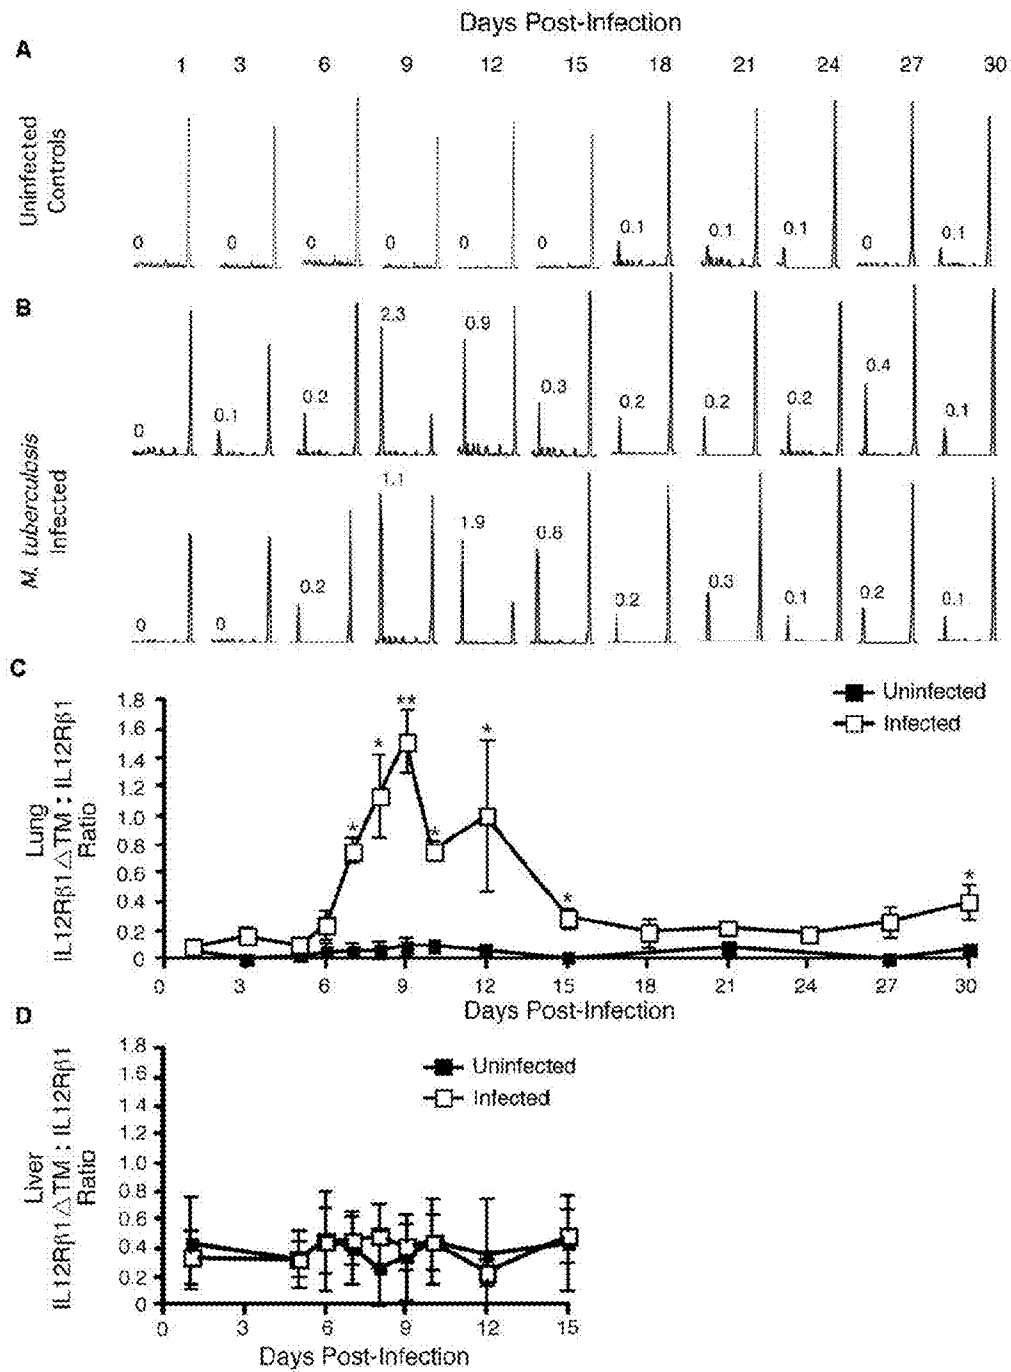 Days Post-Infection
A
1 3 6 9 12 15 18 21 24 27 30
Uninfected
Controls
0 0 0 0 0 0 0.1 0.1 0.1 0 0.1
B
M. tuberculosis
Infected
0 0.1 0.2 2.3 0.9 0.3 0.2 0.2 0.2 0.4 0.1
0 0 0.2 1.1 1.9 0.8 0.2 0.3 0.1 0.2 0.1
C
Lung
IL12Rβ1△TM : IL12Rβ1
Ratio
1.8
1.6
1.4
1.2
1.0
0.8
0.6
0.4
0.2
0
* * ** * * * *
Uninfected
Infected
0 3 6 9 12 15 18 21 24 27 30
Days Post-Infection
D
Liver
IL12Rβ1△TM : IL12Rβ1
Ratio
1.8
1.6
1.4
1.2
1.0
0.8
0.6
0.4
0.2
0
Uninfected
Infected
0 3 6 9 12 15
Days Post-Infection